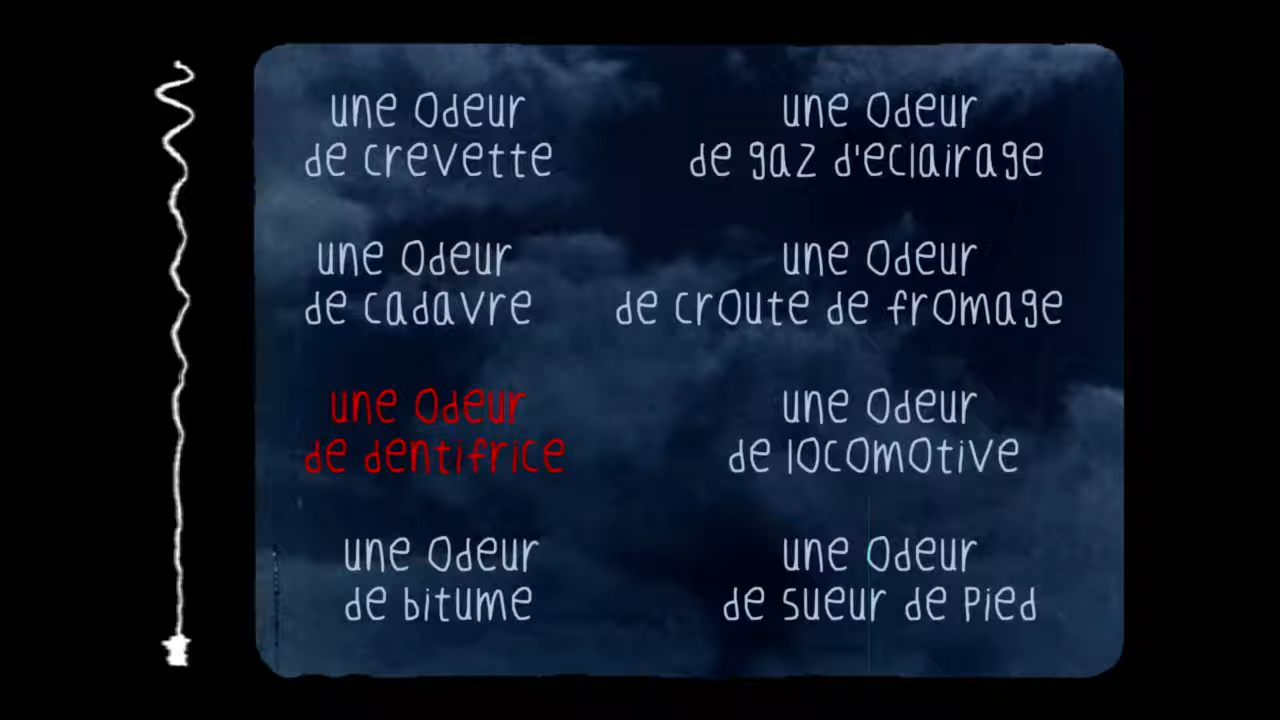 une odeur
de crevette
une odeur
de gaz d'eclairage
une odeur
de cadavre
une odeur
de croute de fromage
une odeur
de dentifrice
une odeur
de locomotive
une odeur
de bitume
une odeur
de sueur de pied